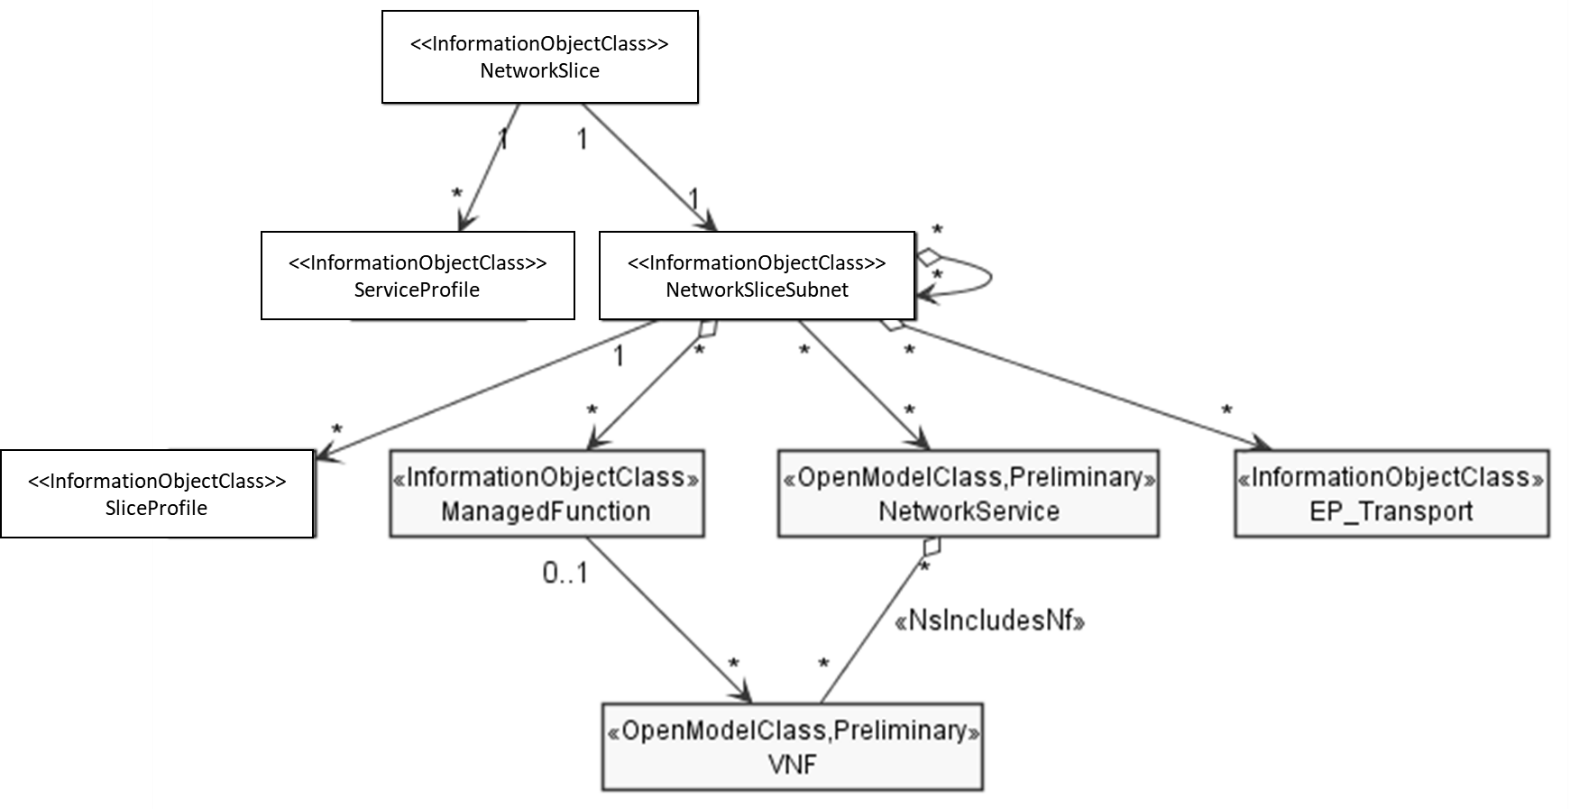 <<InformationObjectClass>>
NetworkSlice
1
1
*
1
<<InformationObjectClass>>
ServiceProfile
<<InformationObjectClass>>
NetworkSliceSubnet
*
*
1
*
*
*
*
*
*
*
<<InformationObjectClass>>
SliceProfile
«InformationObjectClass»
ManagedFunction
«OpenModelClass,Preliminary»
NetworkService
«InformationObjectClass»
EP_Transport
0..1
*
«NsIncludesNf»
*
*
«OpenModelClass,Preliminary»
VNF